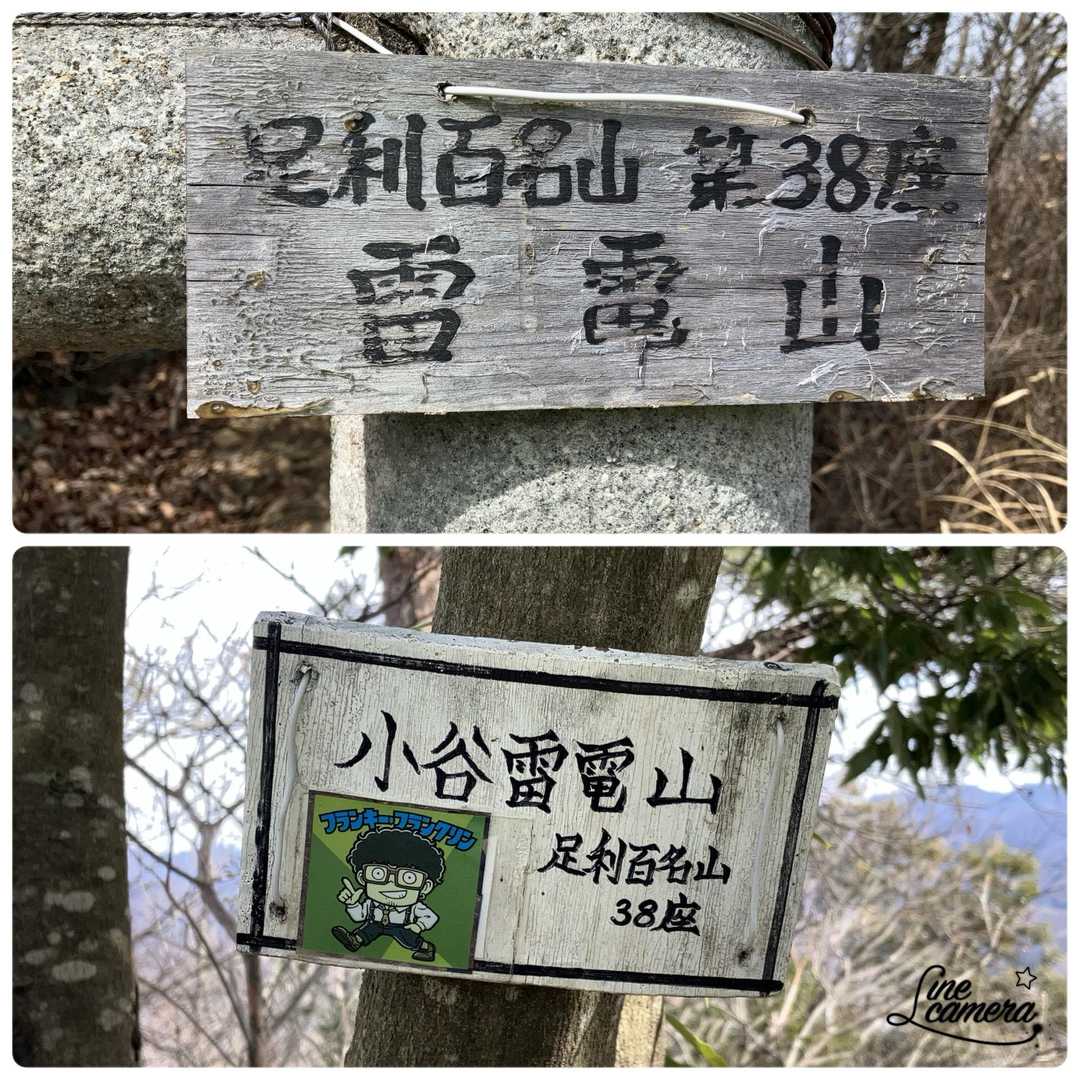 足利百名山 第38座
雷電山
小谷雷電山
フランキー・フランクリン
足利百名山
38座
Line camera